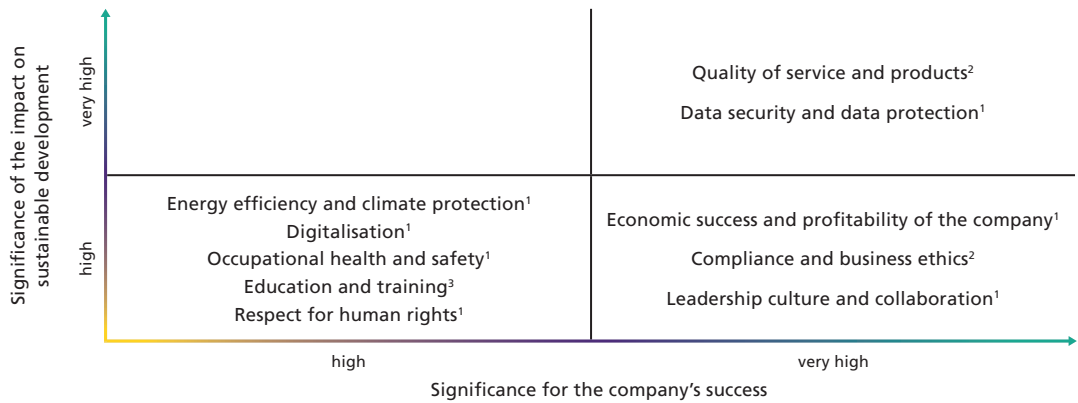 Significance of the impact on
sustainable development
very high
high
Quality of service and products²
Data security and data protection¹
Energy efficiency and climate protection¹
Digitalisation¹
Occupational health and safety¹
Education and training³
Respect for human rights¹
Economic success and profitability of the company¹
Compliance and business ethics²
Leadership culture and collaboration¹
high
very high
Significance for the company’s success